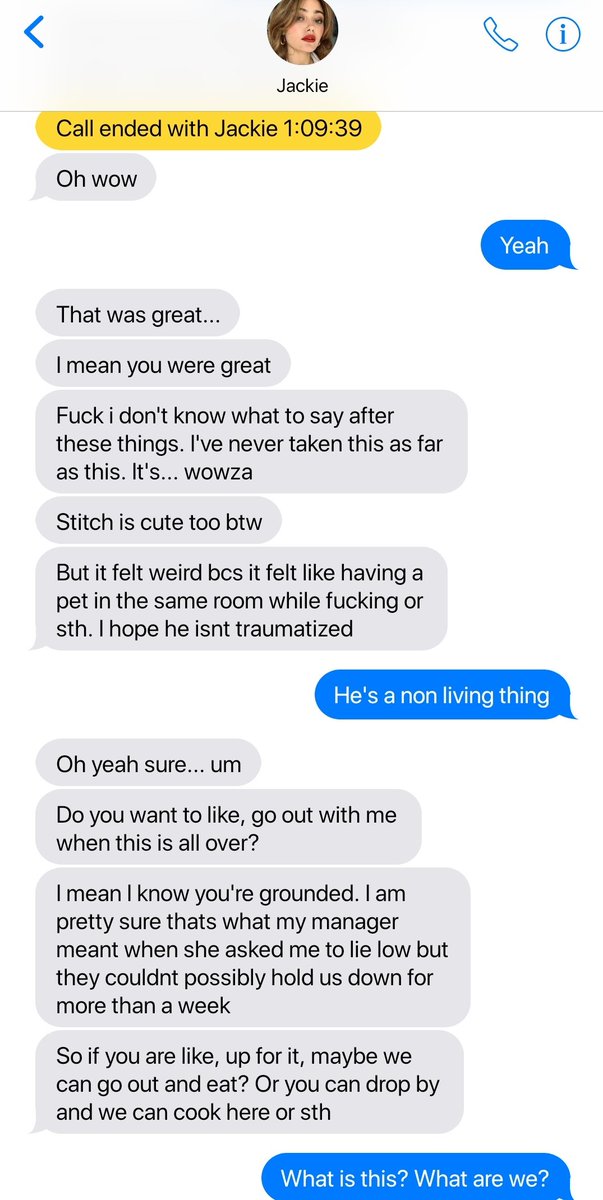 Jackie
Call ended with Jackie 1:09:39
Oh wow
Yeah
That was great...
I mean you were great
Fuck i don't know what to say after
these things. I've never taken this as far
as this. It's... wowza
Stitch is cute too btw
But it felt weird bcs it felt like having a
pet in the same room while fucking or
sth. I hope he isnt traumatized
He's a non living thing
Oh yeah sure... um
Do you want to like, go out with me
when this is all over?
I mean I know you're grounded. I am
pretty sure thats what my manager
meant when she asked me to lie low but
they couldnt possibly hold us down for
more than a week
So if you are like, up for it, maybe we
can go out and eat? Or you can drop by
and we can cook here or sth
What is this? What are we?